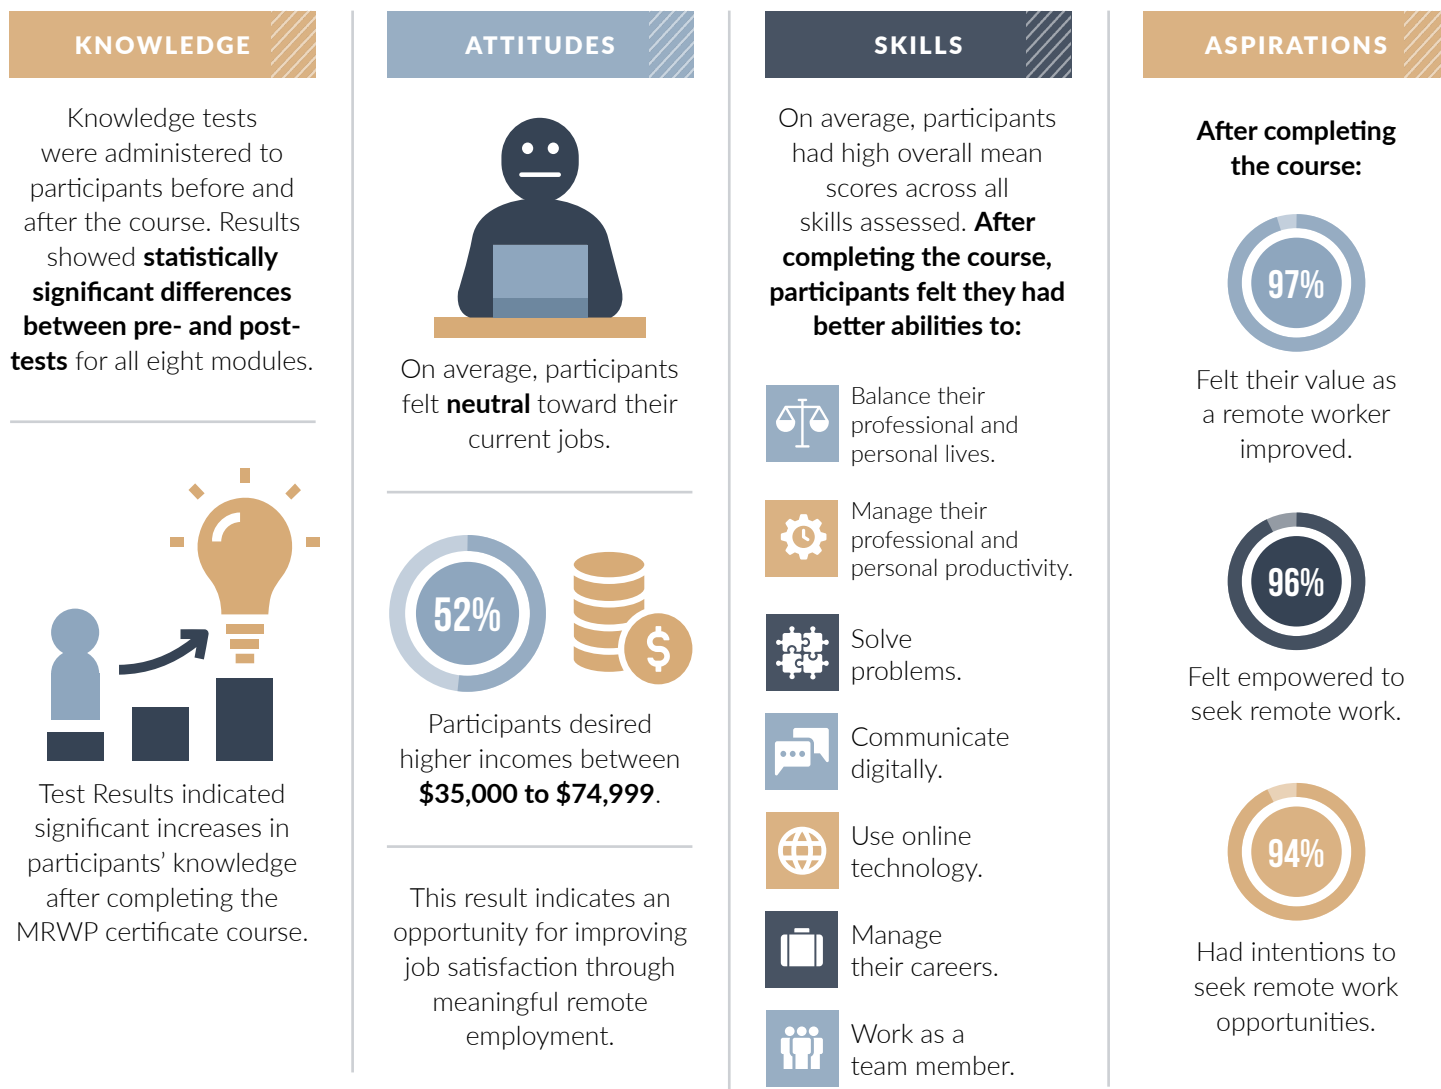 KNOWLEDGE
Knowledge tests
were administered to
participants before and
after the course. Results
showed statistically
significant differences
between pre- and post-
tests for all eight modules.
Test Results indicated
significant increases in
participants’ knowledge
after completing the
MRWP certificate course.
ATTITUDES
On average, participants
felt neutral toward their
current jobs.
52%
$
Participants desired
higher incomes between
$35,000 to $74,999.
This result indicates an
opportunity for improving
job satisfaction through
meaningful remote
employment.
SKILLS
On average, participants
had high overall mean
scores across all
skills assessed. After
completing the course,
participants felt they had
better abilities to:
Balance their
professional and
personal lives.
Manage their
professional and
personal productivity.
Solve
problems.
Communicate
digitally.
Use online
technology.
Manage
their careers.
Work as a
team member.
ASPIRATIONS
After completing
the course:
97%
Felt their value as
a remote worker
improved.
96%
Felt empowered to
seek remote work.
94%
Had intentions to
seek remote work
opportunities.